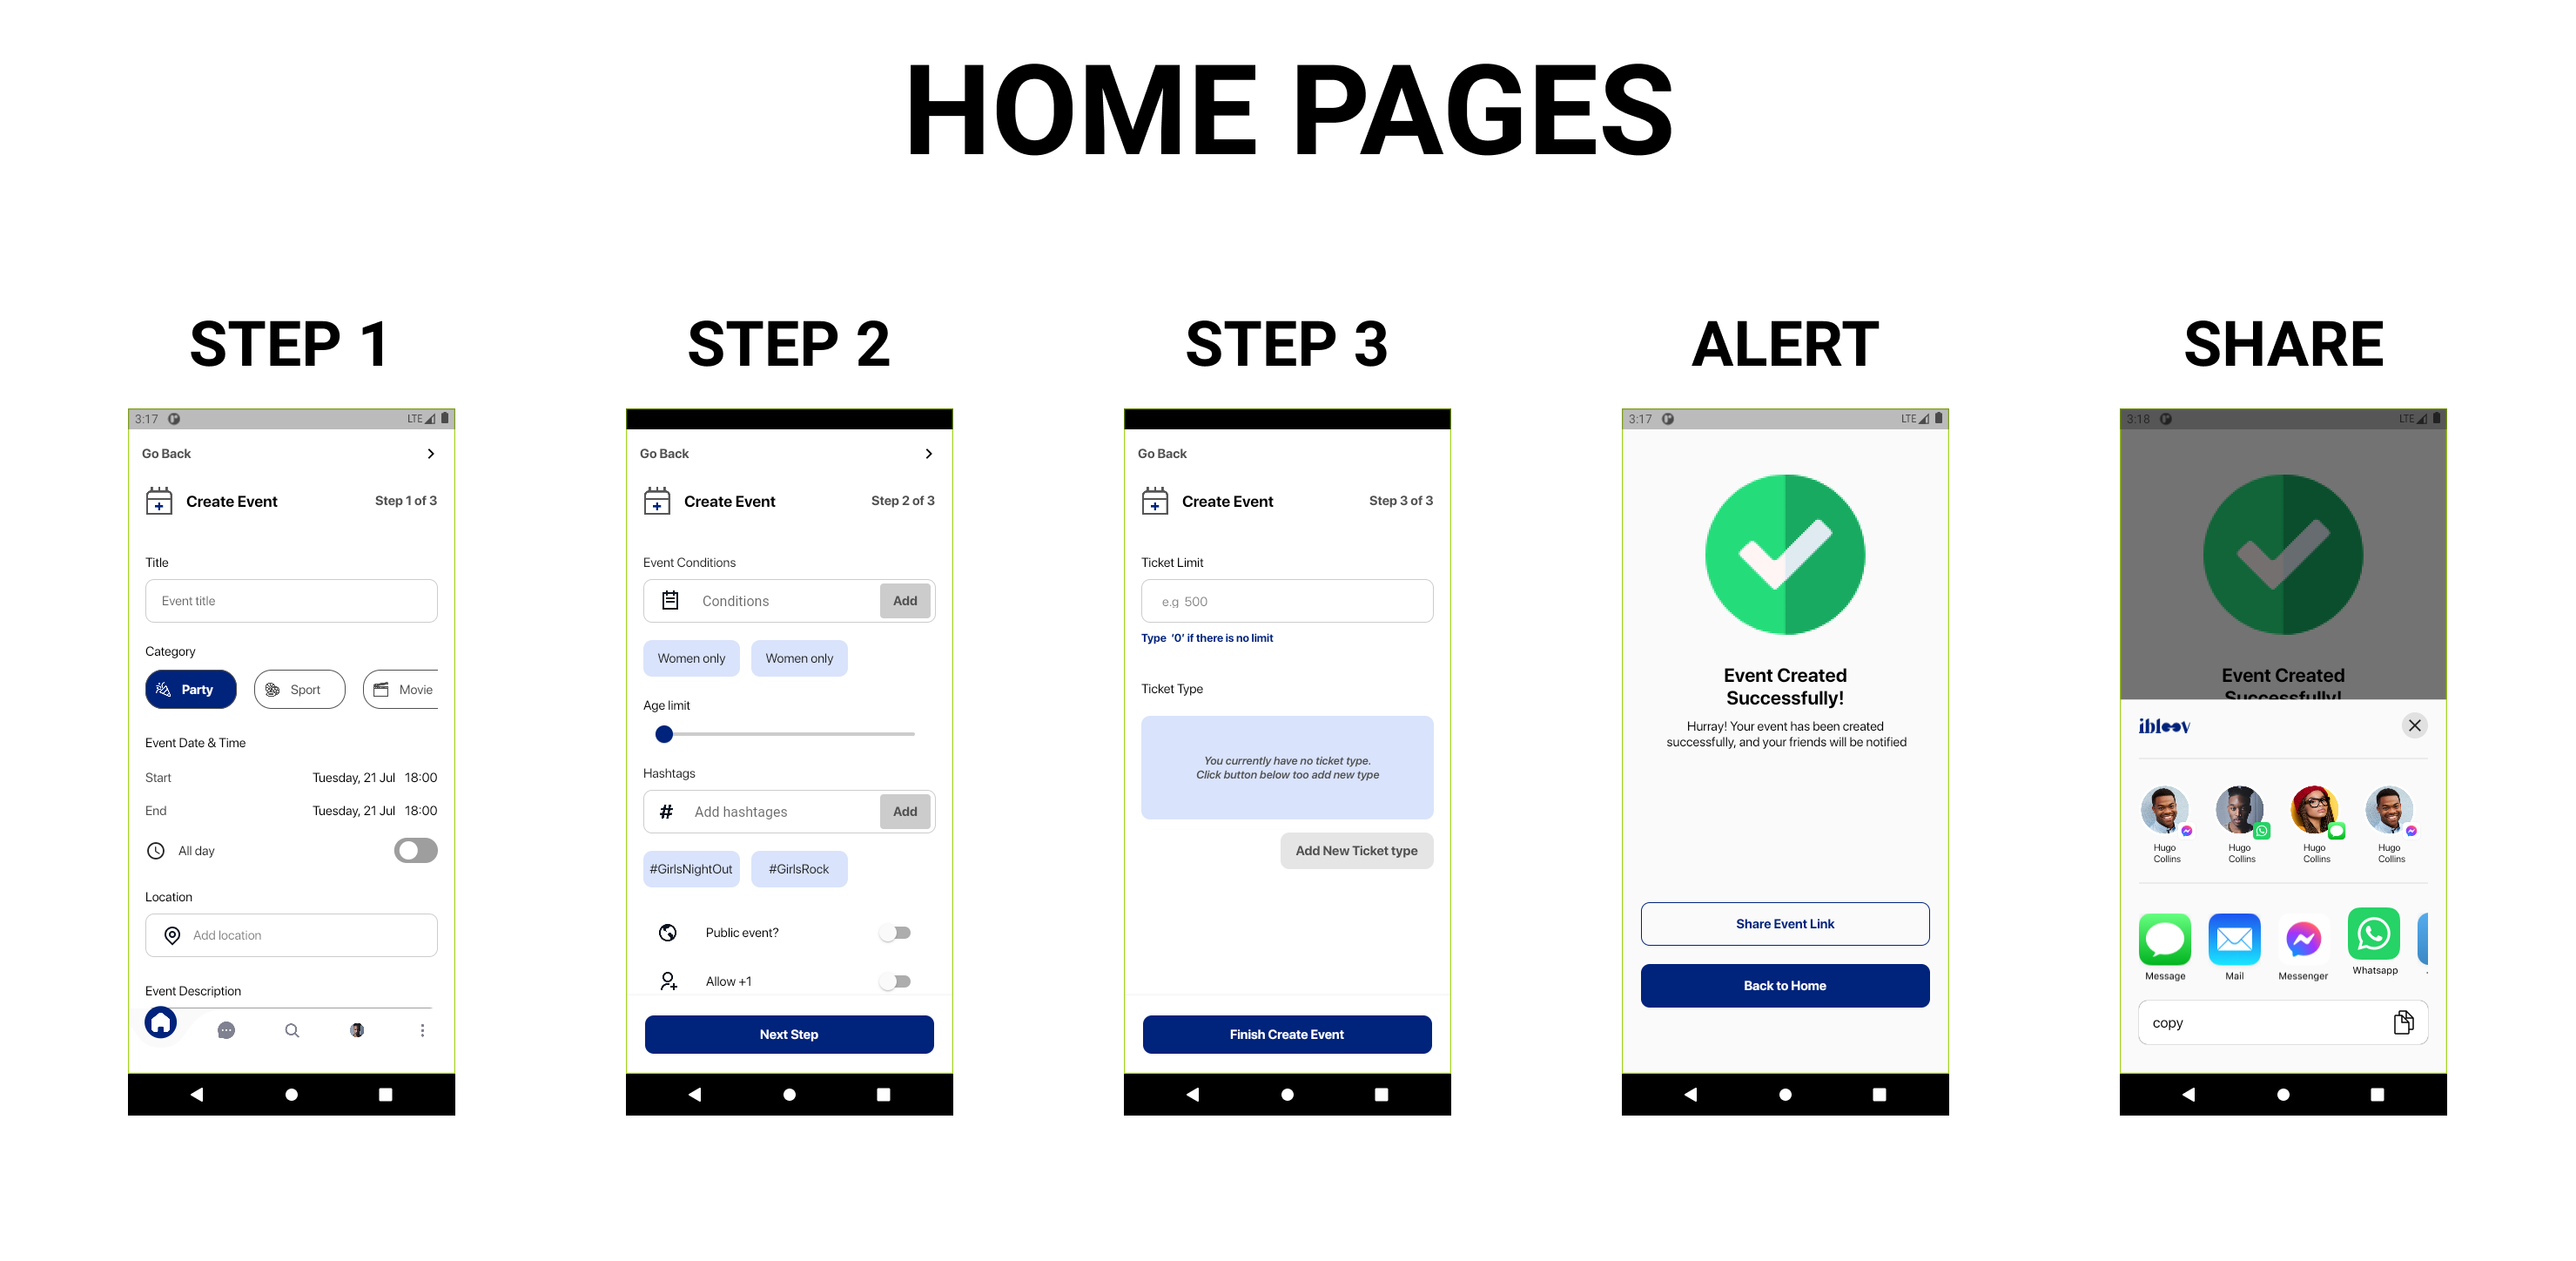 HOME PAGES
STEP 1
STEP 2
STEP 3
ALERT
SHARE
3:17
LTE
Go Back
Create Event
Step 1 of 3
Title
Event title
Category
Party
Sport
Movie
Event Date & Time
Start
Tuesday, 21 Jul 18:00
End
Tuesday, 21 Jul 18:00
All day
Location
Add location
Event Description
Go Back
Create Event
Step 2 of 3
Event Conditions
Conditions
Add
Women only
Women only
Age limit
Hashtags
# Add hashtages
Add
#GirlsNightOut
#GirlsRock
Public event?
Allow +1
Next Step
Go Back
Create Event
Step 3 of 3
Ticket Limit
e.g 500
Type '0' if there is no limit
Ticket Type
You currently have no ticket type.
Click button below too add new type
Add New Ticket type
Finish Create Event
3:17
LTE
Event Created
Successfully!
Hurray! Your event has been created
successfully, and your friends will be notified
Share Event Link
Back to Home
3:18
LTE
Event Created
Successfully!
ibloov
Hugo
Collins
Hugo
Collins
Hugo
Collins
Hugo
Collins
Message
Mail
Messenger
Whatsapp
copy